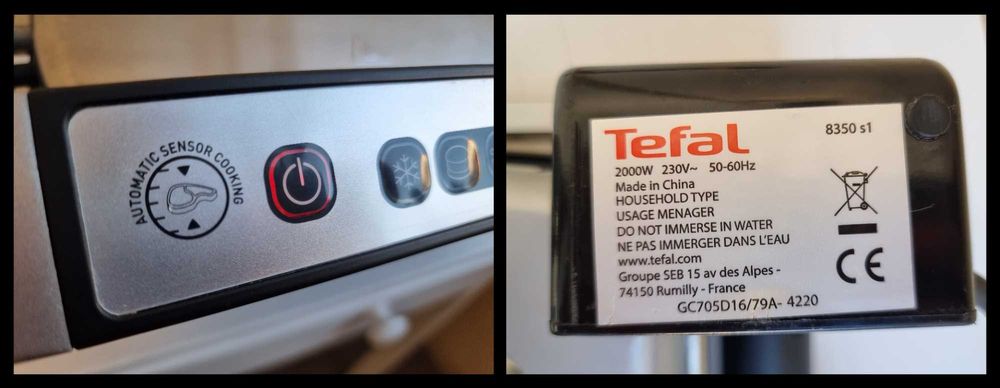 AUTOMATIC SENSOR COOKING
Tefal
8350 s1
2000W 230V~ 50-60Hz
Made in China
HOUSEHOLD TYPE
USAGE MENAGER
DO NOT IMMERSE IN WATER
NE PAS IMMERGER DANS L'EAU
www.tefal.com
Groupe SEB 15 av des Alpes -
74150 Rumilly - France
GC705D16/79A- 4220
CE